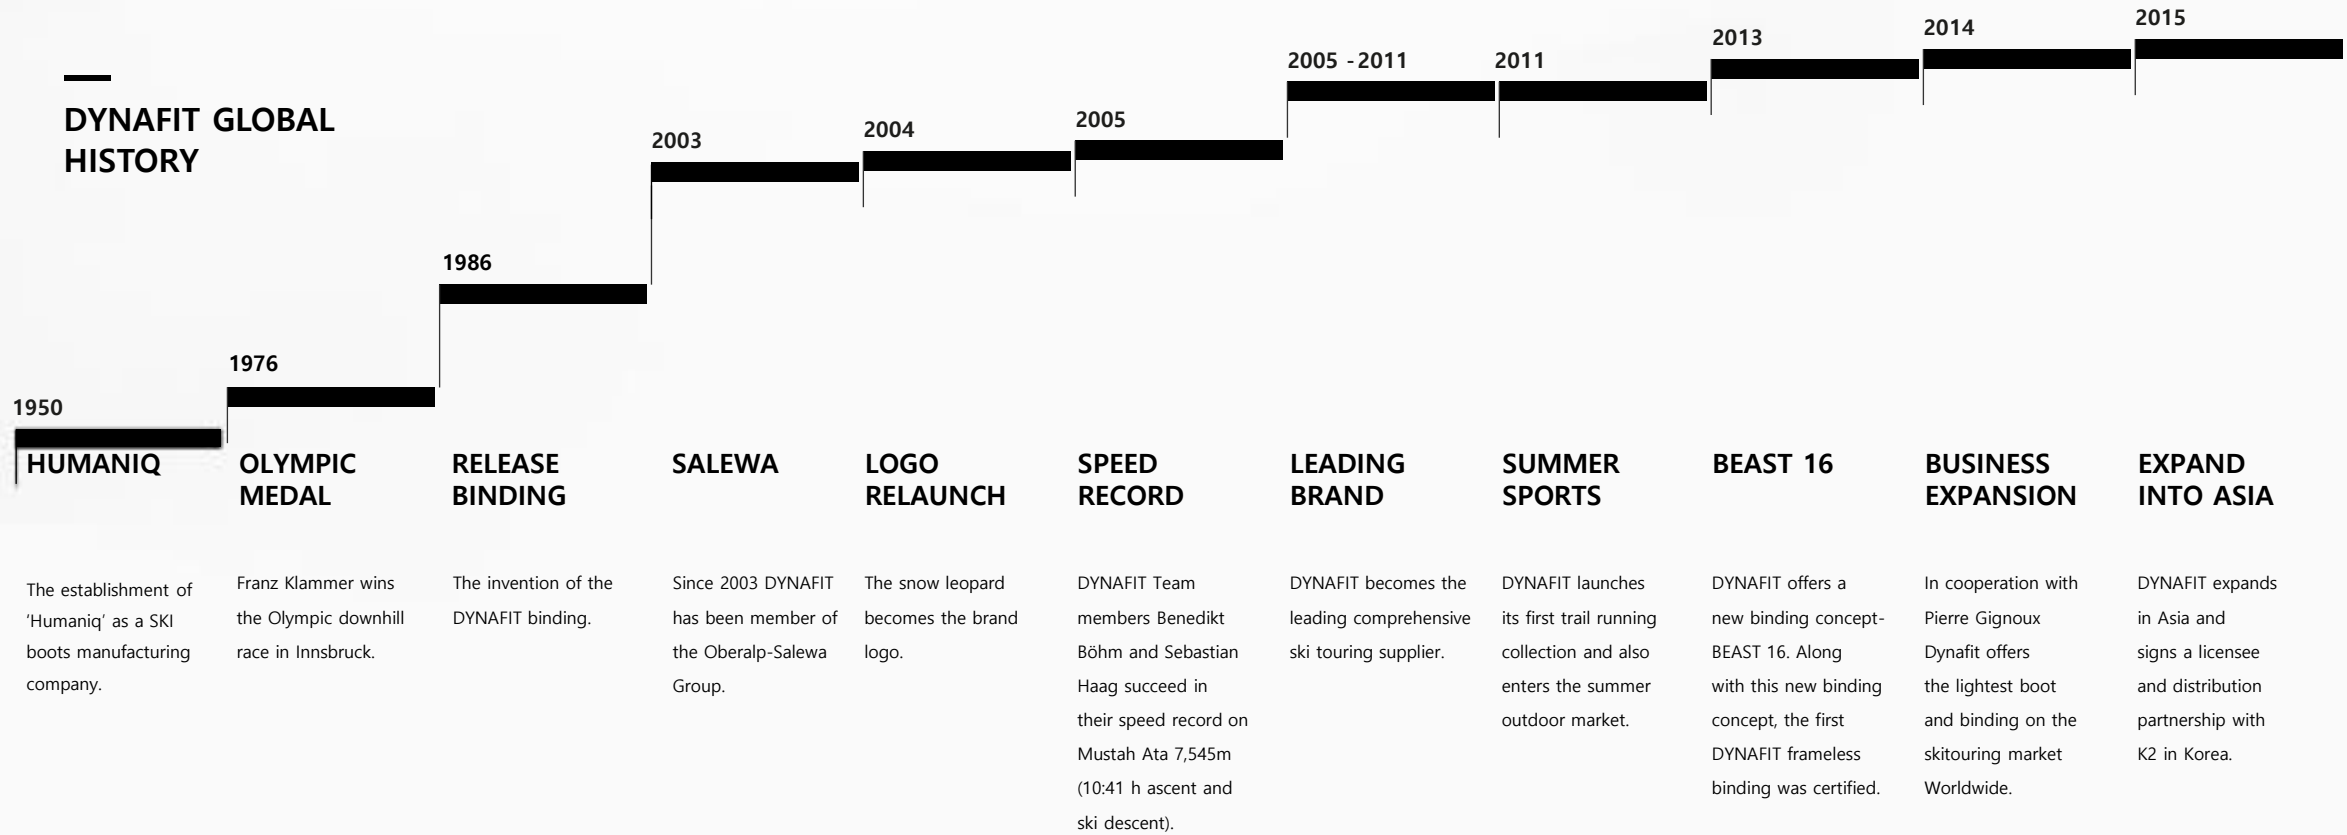 DYNAFIT GLOBAL
HISTORY
1950
HUMANIQ
The establishment of
‘Humaniq’ as a SKI
boots manufacturing
company.
1976
OLYMPIC
MEDAL
Franz Klammer wins
the Olympic downhill
race in Innsbruck.
1986
RELEASE
BINDING
The invention of the
DYNAFIT binding.
2003
SALEWA
Since 2003 DYNAFIT
has been member of
the Oberalp-Salewa
Group.
2004
LOGO
RELAUNCH
The snow leopard
becomes the brand
logo.
2005
SPEED
RECORD
DYNAFIT Team
members Benedikt
Böhm and Sebastian
Haag succeed in
their speed record on
Mustah Ata 7,545m
(10:41 h ascent and
ski descent).
2005 - 2011
LEADING
BRAND
DYNAFIT becomes the
leading comprehensive
ski touring supplier.
2011
SUMMER
SPORTS
DYNAFIT launches
its first trail running
collection and also
enters the summer
outdoor market.
2013
BEAST 16
DYNAFIT offers a
new binding concept-
BEAST 16. Along
with this new binding
concept, the first
DYNAFIT frameless
binding was certified.
2014
BUSINESS
EXPANSION
In cooperation with
Pierre Gignoux
Dynafit offers
the lightest boot
and binding on the
skitouring market
Worldwide.
2015
EXPAND
INTO ASIA
DYNAFIT expands
in Asia and
signs a licensee
and distribution
partnership with
K2 in Korea.